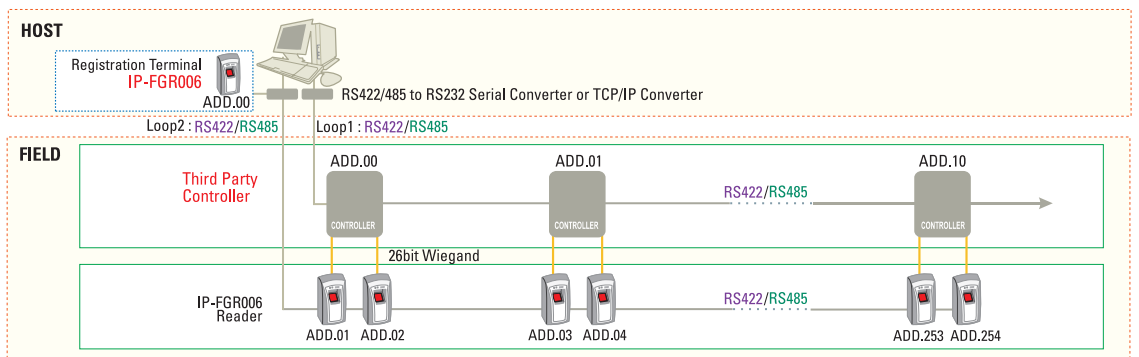 HOST
Registration Terminal
IP-FGR006
ADD.00
RS422/485 to RS232 Serial Converter or TCP/IP Converter
Loop2 : RS422/RS485
Loop1 : RS422/RS485
FIELD
Third Party
Controller
ADD.00
ADD.01
ADD.10
RS422/RS485
CONTROLLER
CONTROLLER
CONTROLLER
26bit Wiegand
IP-FGR006
Reader
RS422/RS485
ADD.01
ADD.02
ADD.03
ADD.04
ADD.253
ADD.254